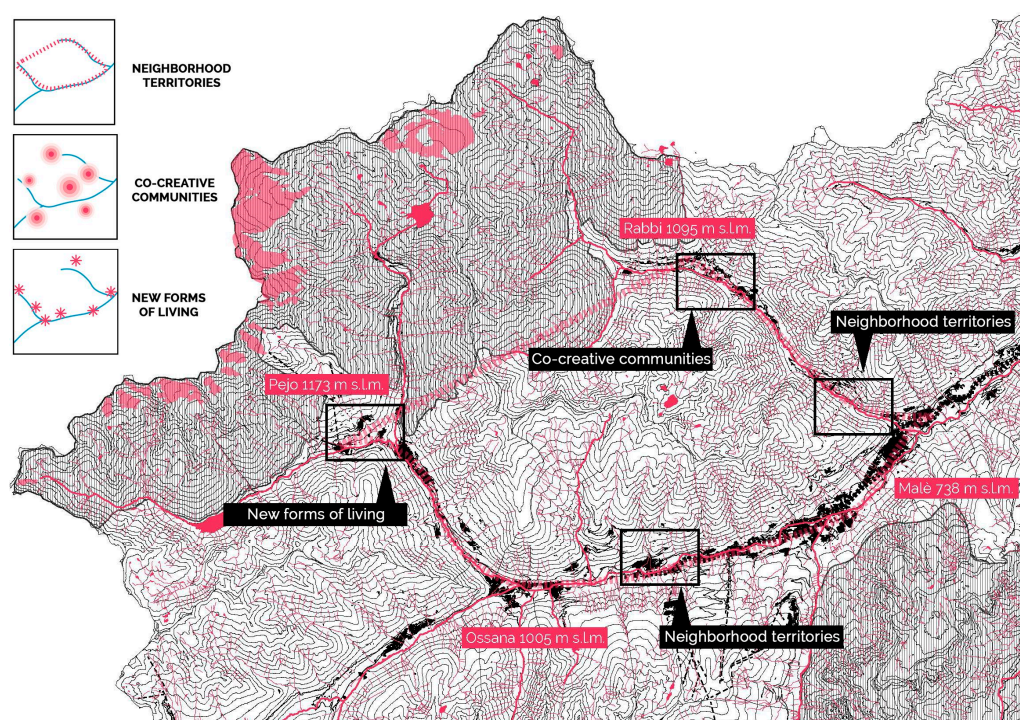 NEIGHBORHOOD
TERRITORIES
CO-CREATIVE
COMMUNITIES
NEW FORMS
OF LIVING
Rabbi 1095 m s.l.m.
Neighborhood territories
Co-creative communities
Pejo 1173 m s.l.m.
Malè 738 m s.l.m.
New forms of living
Ossana 1005 m s.l.m.
Neighborhood territories